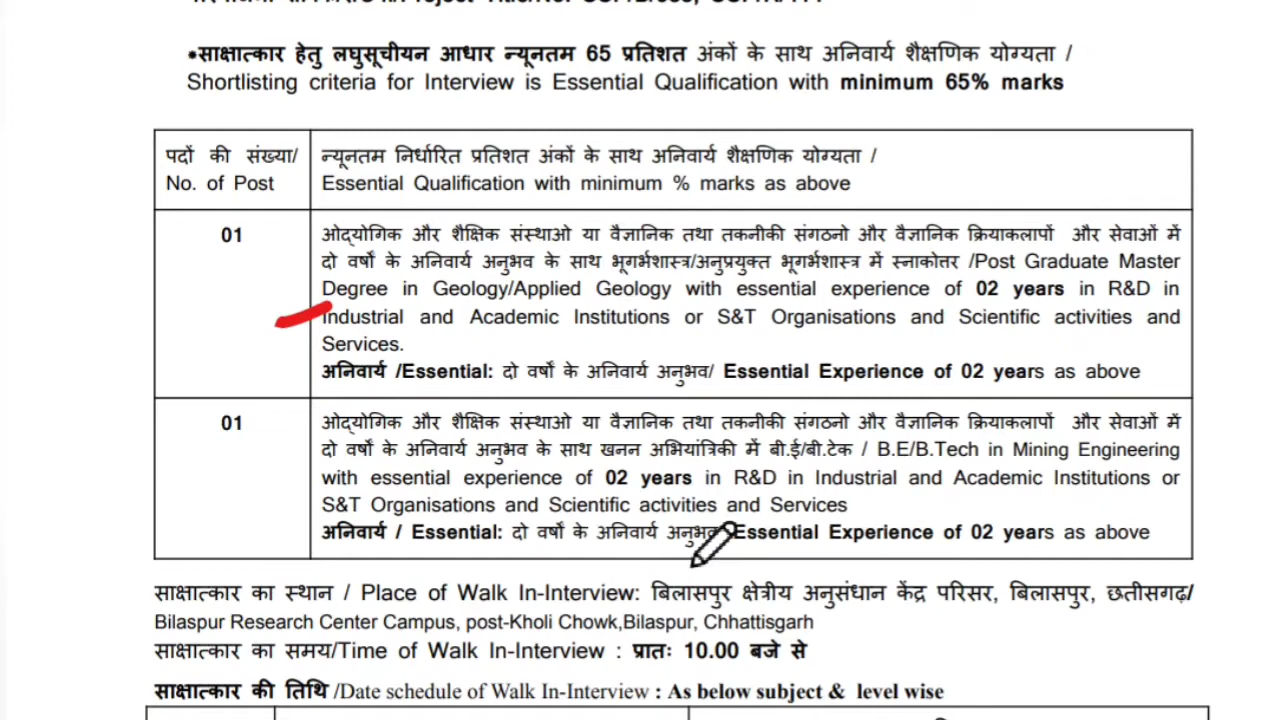 •साक्षात्कार हेतु लघुसूचीयन आधार न्यूनतम 65 प्रतिशत अंकों के साथ अनिवार्य शैक्षणिक योग्यता /
Shortlisting criteria for Interview is Essential Qualification with minimum 65% marks
पदों की संख्या/
No. of Post
न्यूनतम निर्धारित प्रतिशत अंकों के साथ अनिवार्य शैक्षणिक योग्यता /
Essential Qualification with minimum % marks as above
01
ओद्योगिक और शैक्षिक संस्थाओ या वैज्ञानिक तथा तकनीकी संगठनो और वैज्ञानिक क्रियाकलापों और सेवाओं में
दो वर्षों के अनिवार्य अनुभव के साथ भूगर्भशास्त्र/अनुप्रयुक्त भूगर्भशास्त्र में स्नाकोत्तर /Post Graduate Master
Degree in Geology/Applied Geology with essential experience of 02 years in R&D in
Industrial and Academic Institutions or S&T Organisations and Scientific activities and
Services.
अनिवार्य /Essential: दो वर्षों के अनिवार्य अनुभव/ Essential Experience of 02 years as above
01
ओद्योगिक और शैक्षिक संस्थाओ या वैज्ञानिक तथा तकनीकी संगठनो और वैज्ञानिक क्रियाकलापों और सेवाओं में
दो वर्षों के अनिवार्य अनुभव के साथ खनन अभियांत्रिकी में बी.ई/बी.टेक / B.E/B.Tech in Mining Engineering
with essential experience of 02 years in R&D in Industrial and Academic Institutions or
S&T Organisations and Scientific activities and Services
अनिवार्य / Essential: दो वर्षों के अनिवार्य अनुभव Essential Experience of 02 years as above
साक्षात्कार का स्थान / Place of Walk In-Interview: बिलासपुर क्षेत्रीय अनुसंधान केंद्र परिसर, बिलासपुर, छतीसगढ़/
Bilaspur Research Center Campus, post-Kholi Chowk,Bilaspur, Chhattisgarh
साक्षात्कार का समय/Time of Walk In-Interview : प्रातः 10.00 बजे से
साक्षात्कार की तिथि /Date schedule of Walk In-Interview : As below subject & level wise